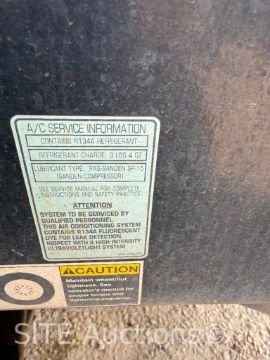 A/C SERVICE INFORMATION
CONTAINS R134A REFRIGERANT
REFRIGERANT CHARGE: 3 LBS 4 OZ
LUBRICANT TYPE: PAG-SANDEN SP-15
(SANDEN COMPRESSOR)
SEE SERVICE MANUAL FOR COMPLETE
INSTRUCTIONS AND SAFETY PRACTICE
ATTENTION
SYSTEM TO BE SERVICED BY
QUALIFIED PERSONNEL.
THIS AIR CONDITIONING SYSTEM
CONTAINS R134A FLUORESCENT
DYE FOR LEAK DETECTION.
INSPECT WITH A HIGH INTENSITY
ULTRAVIOLET LIGHT SYSTEM
CAUTION
Maintain wheel/nut
tightness. See
operator's manual for
proper torque and
tightening sequence.
SITE Auctions